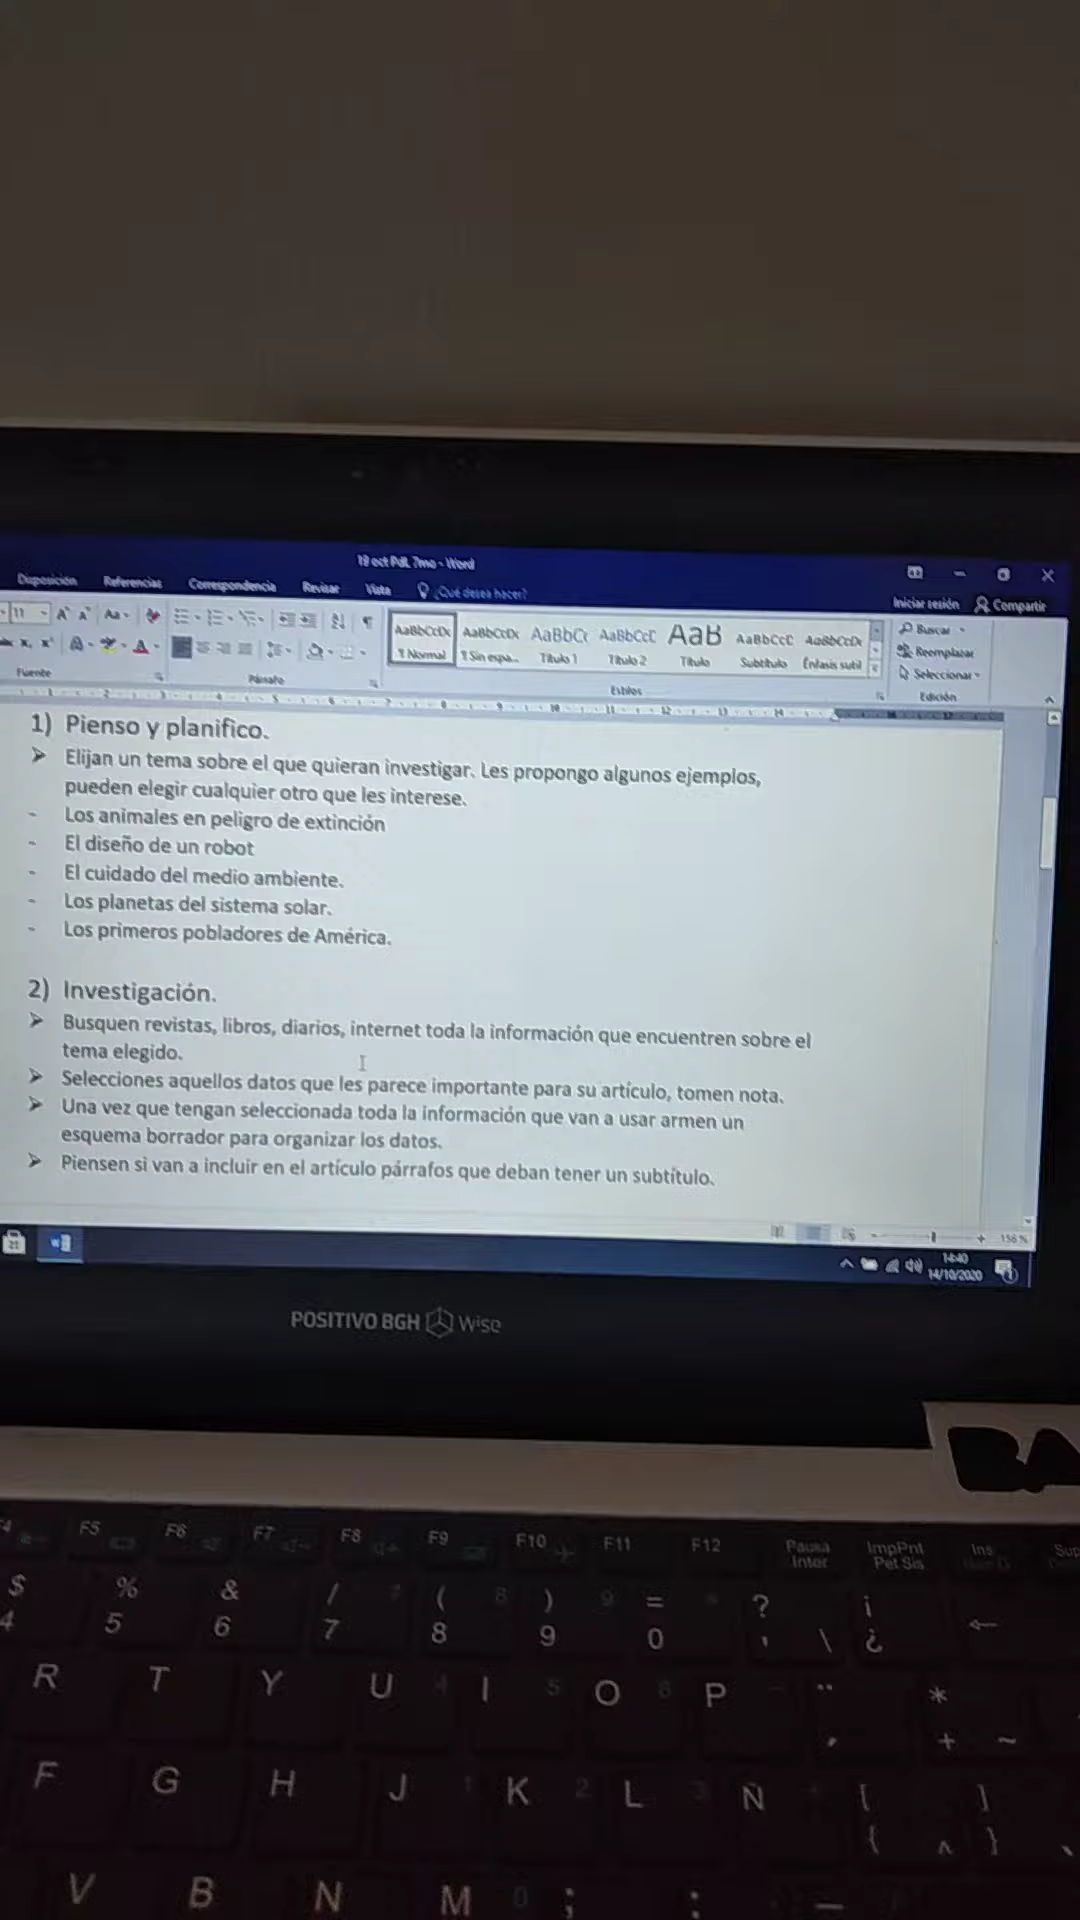 19 oct PdL 7mo - Word
Disposición Referencias Correspondencia Revisar Vista ¿Qué desea hacer? Iniciar sesión Compartir
11 Aa
AaBbCcDc AaBbCcDc AaBbCc AaBbCcC AaB AaBbCcC AaBbCcDc
¶ Normal ¶ Sin espa... Título 1 Título 2 Título Subtítulo Énfasis sutil
Buscar
Reemplazar
Seleccionar
Fuente Párrafo Estilos Edición
1) Pienso y planifico.
➤ Elijan un tema sobre el que quieran investigar. Les propongo algunos ejemplos,
pueden elegir cualquier otro que les interese.
- Los animales en peligro de extinción
- El diseño de un robot
- El cuidado del medio ambiente.
- Los planetas del sistema solar.
- Los primeros pobladores de América.
2) Investigación.
➤ Busquen revistas, libros, diarios, internet toda la información que encuentren sobre el
tema elegido.
➤ Selecciones aquellos datos que les parece importante para su artículo, tomen nota.
➤ Una vez que tengan seleccionada toda la información que van a usar armen un
esquema borrador para organizar los datos.
➤ Piensen si van a incluir en el artículo párrafos que deban tener un subtítulo.
156 %
14:40
14/10/2020
POSITIVO BGH Wise
BA
F5 F6 F7 F8 F9 F10 F11 F12 Pausa Inter ImpPnt Pet Sis Ins Sup
$ % & / ( ) = ? ¡
4 5 6 7 8 9 0 ' \ ¿
R T Y U I O P ¨ * + ~
F G H J K L Ñ [ ] { ^ }
V B N M ; : _